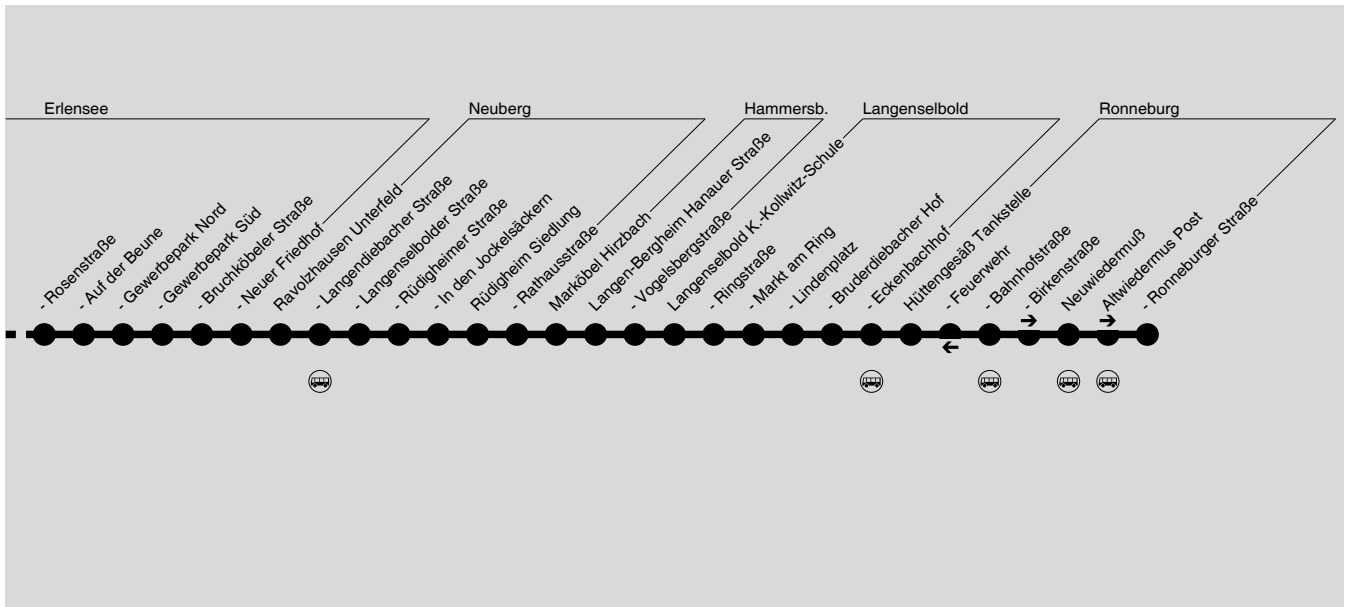 Erlensee
Neuberg
Hammersb.
Langenselbold
Ronneburg
- Rosenstraße
- Auf der Beune
- Gewerbepark Nord
- Gewerbepark Süd
- Bruchköbeler Straße
- Neuer Friedhof
Ravolzhausen Unterfeld
- Langendiebacher Straße
- Langenselbolder Straße
- Rüdigheimer Straße
- In den Jockelsäckern
Rüdigheim Siedlung
- Rathausstraße
Marköbel Hirzbach
Langen-Bergheim Hanauer Straße
- Vogelsbergstraße
Langenselbold K.-Kollwitz-Schule
- Ringstraße
- Markt am Ring
- Lindenplatz
- Bruderdiebacher Hof
- Eckenbachhof
Hüttengesäß Tankstelle
- Feuerwehr
- Bahnhofstraße
- Birkenstraße
Neuwiedermuß
Altwiedermus Post
- Ronneburger Straße